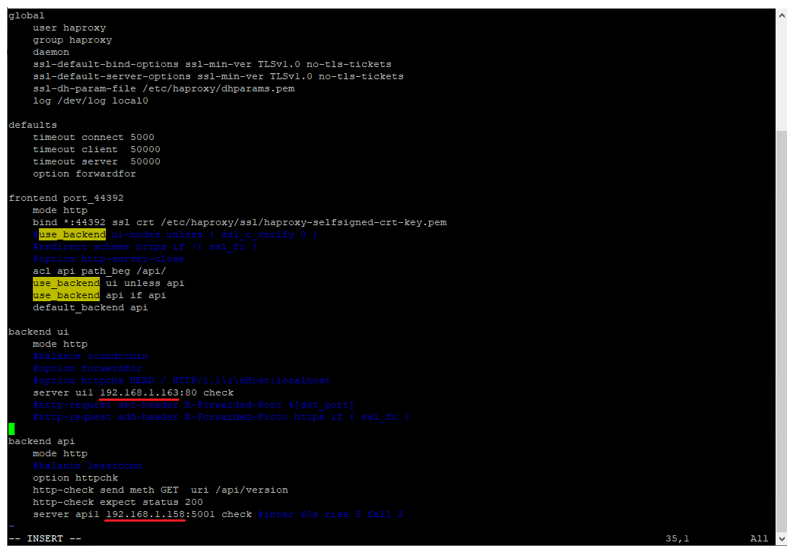 global
    user haproxy
    group haproxy
    daemon
    ssl-default-bind-options ssl-min-ver TLSv1.0 no-tls-tickets
    ssl-default-server-options ssl-min-ver TLSv1.0 no-tls-tickets
    ssl-dh-param-file /etc/haproxy/dhparams.pem
    log /dev/log local0

defaults
    timeout connect 5000
    timeout client  50000
    timeout server  50000
    option forwardfor

frontend port_44392
    mode http
    bind *:44392 ssl crt /etc/haproxy/ssl/haproxy-selfsigned-crt-key.pem
    #use_backend ui-nodes unless { ssl_c_verify 0 }
    #redirect scheme https if !{ ssl_fc }
    #option http-server-close
    acl api path_beg /api/
    use_backend ui unless api
    use_backend api if api
    default_backend api

backend ui
    mode http
    #balance roundrobin
    #option forwardfor
    #option httpchk HEAD / HTTP/1.1\r\nHost:localhost
    server ui1 192.168.1.163:80 check
    #http-request set-header X-Forwarded-Port %[dst_port]
    #http-request add-header X-Forwarded-Proto https if { ssl_fc }

backend api
    mode http
    #balance leastconn
    option httpchk
    http-check send meth GET  uri /api/version
    http-check expect status 200
    server api1 192.168.1.158:5001 check #inter 60s rise 5 fall 2
~
-- INSERT -- 35,1 All